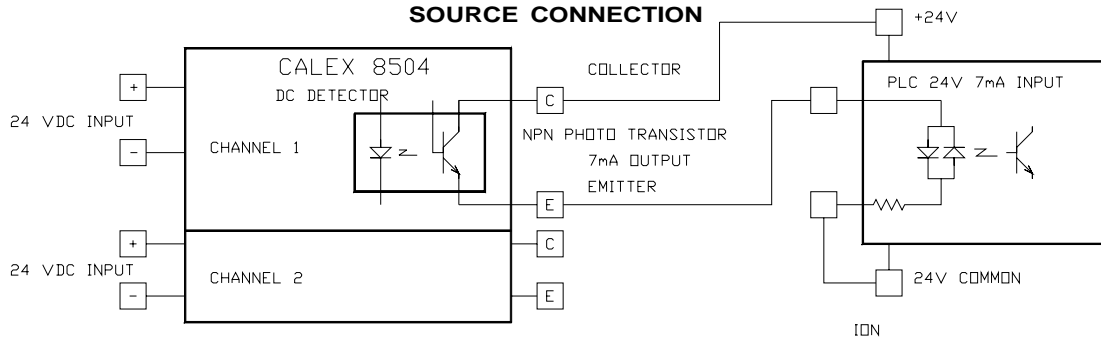 SOURCE CONNECTION
+24V
CALEX 8504
DC DETECTOR
COLLECTOR
PLC 24V 7mA INPUT
+
C
24 VDC INPUT
NPN PHOTO TRANSISTOR
-
CHANNEL 1
7mA OUTPUT
EMITTER
E
+
C
24 VDC INPUT
CHANNEL 2
24V COMMON
-
E
ION